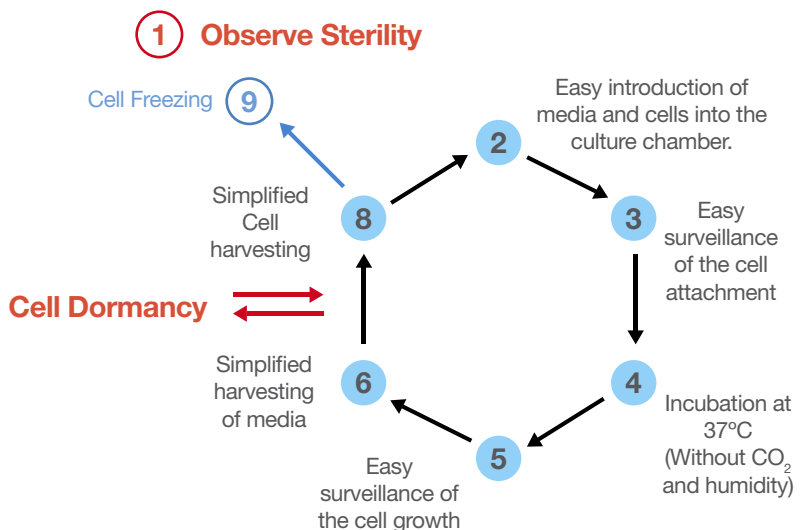 1 Observe Sterility
Cell Freezing 9
2
Easy introduction of
media and cells into the
culture chamber.
3
Easy
surveillance
of the cell
attachment
4
Incubation at
37ºC
(Without CO₂
and humidity)
5
Easy
surveillance of
the cell growth
6
Simplified
harvesting
of media
Cell Dormancy
8
Simplified
Cell
harvesting